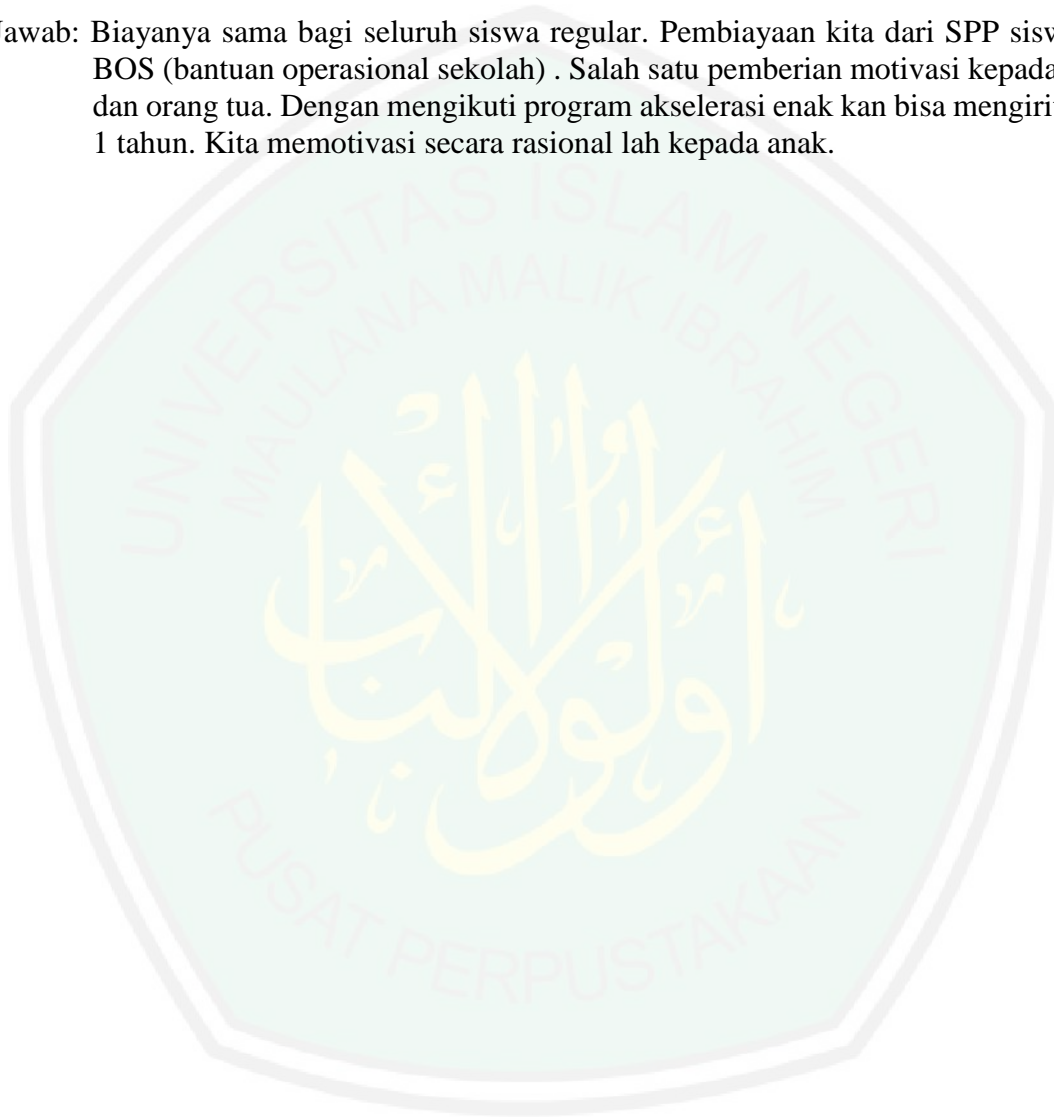 Jawab: Biayanya sama bagi seluruh siswa regular. Pembiayaan kita dari SPP
BOS (bantuan operasional sekolah) . Salah satu pemberian motivasi kepada
dan orang tua. Dengan mengikuti program akselerasi enak kan bisa
1 tahun. Kita memotivasi secara rasional lah kepada anak.
UNIVERSITAS ISLAM NEGERI
MAULANA MALIK IBRAHIM
أولوا الألباب
PUSAT PERPUSTAKAAN